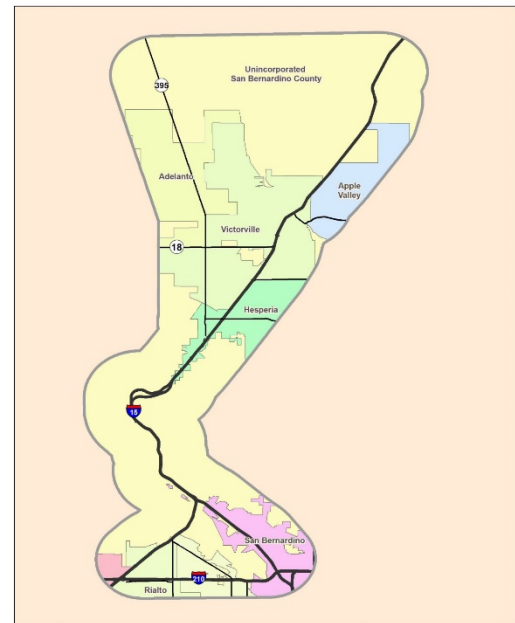 Unincorporated
San Bernardino County
395
Adelanto
Apple
Valley
Victorville
18
Hesperia
15
San Bernardino
210
Rialto